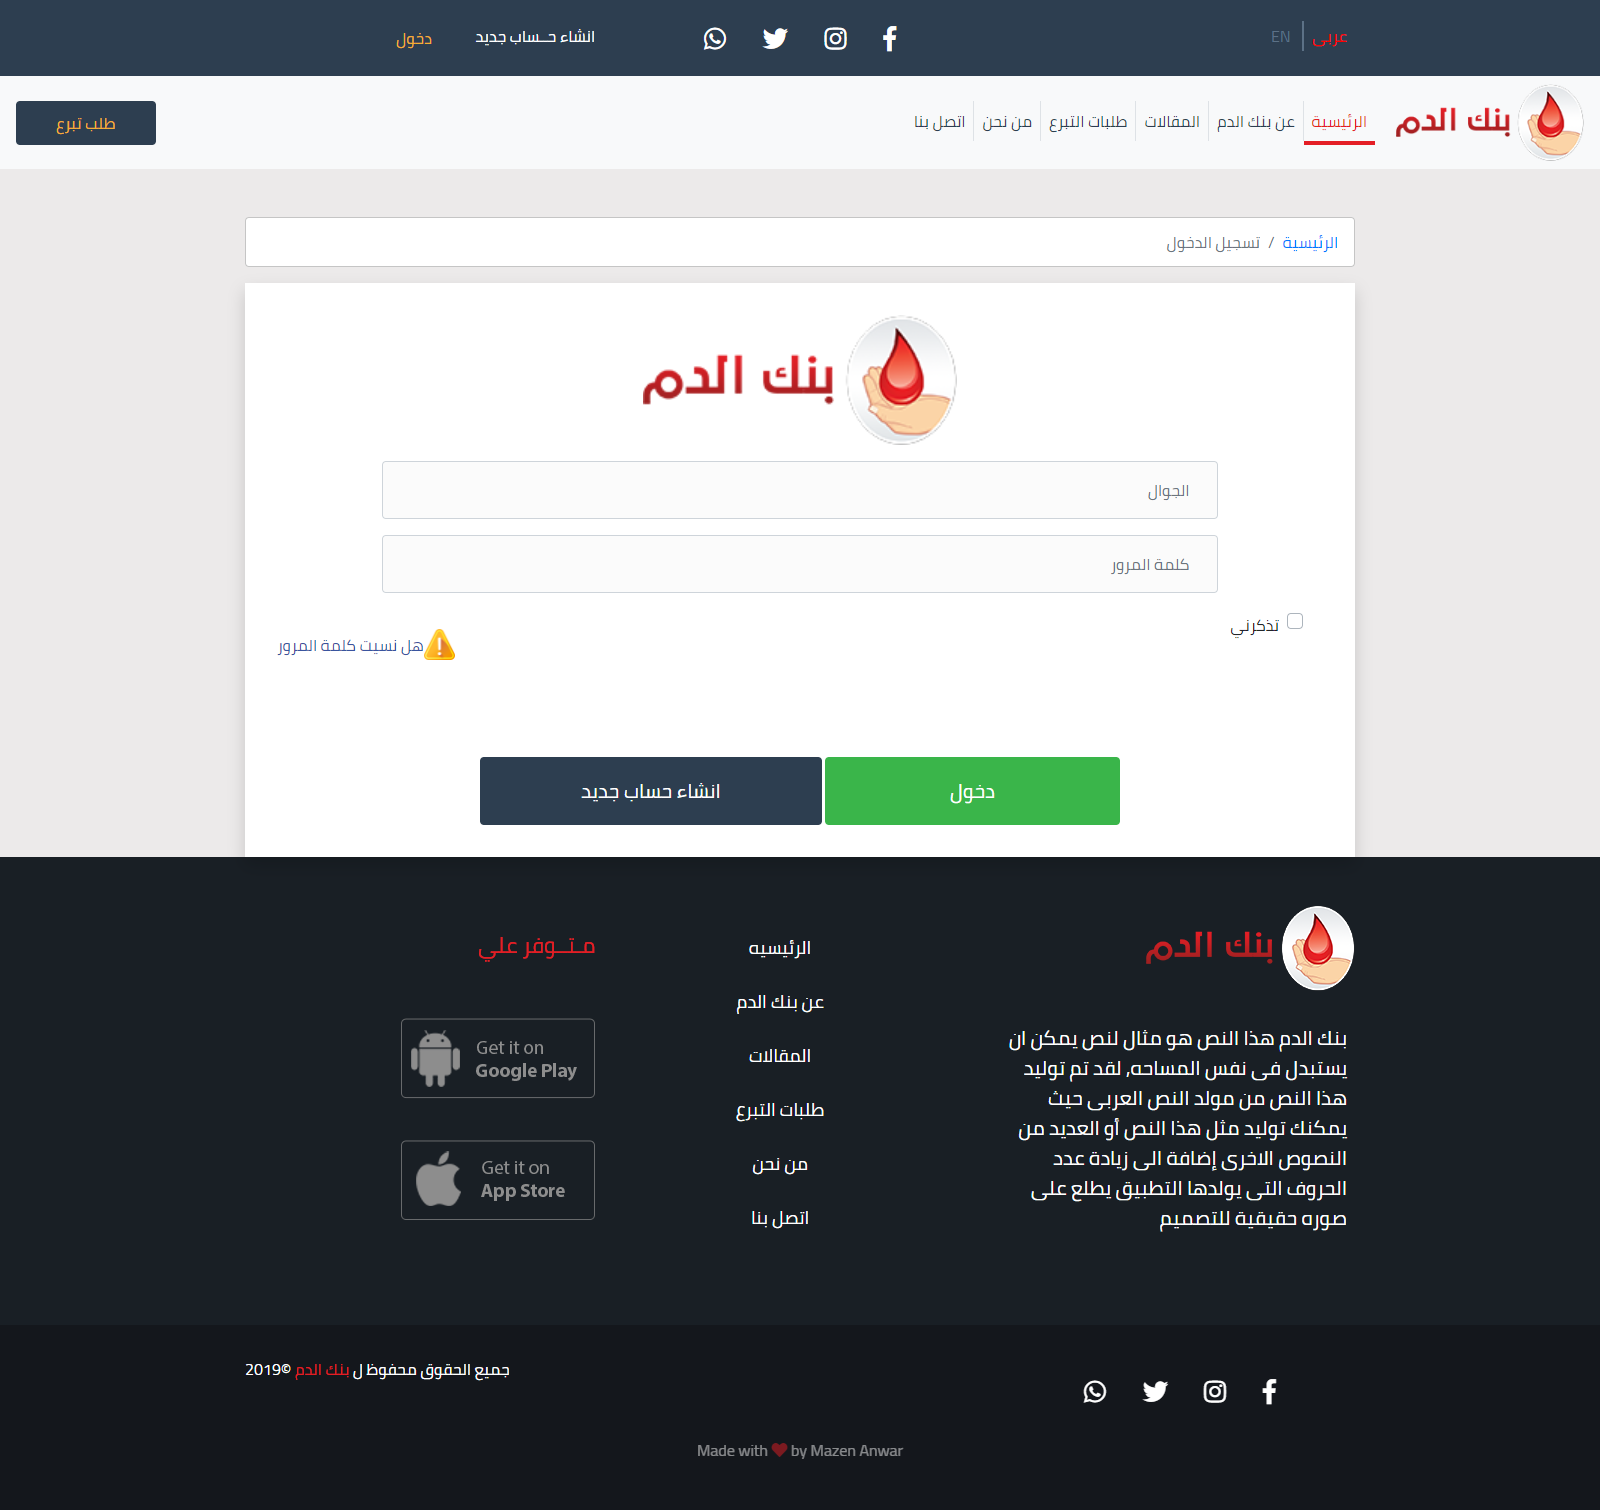 عربى
EN
انشاء حــساب جديد
دخول
بنك الدم
الرئيسية
عن بنك الدم
المقالات
طلبات التبرع
من نحن
اتصل بنا
طلب تبرع
الرئيسية / تسجيل الدخول
بنك الدم
الجوال
كلمة المرور
تذكرني
هل نسيت كلمة المرور
دخول
انشاء حساب جديد
بنك الدم
بنك الدم هذا النص هو مثال لنص يمكن ان
يستبدل فى نفس المساحه, لقد تم توليد
هذا النص من مولد النص العربى حيث
يمكنك توليد مثل هذا النص أو العديد من
النصوص الاخرى إضافة الى زيادة عدد
الحروف التى يولدها التطبيق يطلع على
صوره حقيقية للتصميم
الرئيسيه
عن بنك الدم
المقالات
طلبات التبرع
من نحن
اتصل بنا
مـتــوفر علي
Get it on
Google Play
Get it on
App Store
جميع الحقوق محفوظ ل بنك الدم ©2019
Made with ❤ by Mazen Anwar